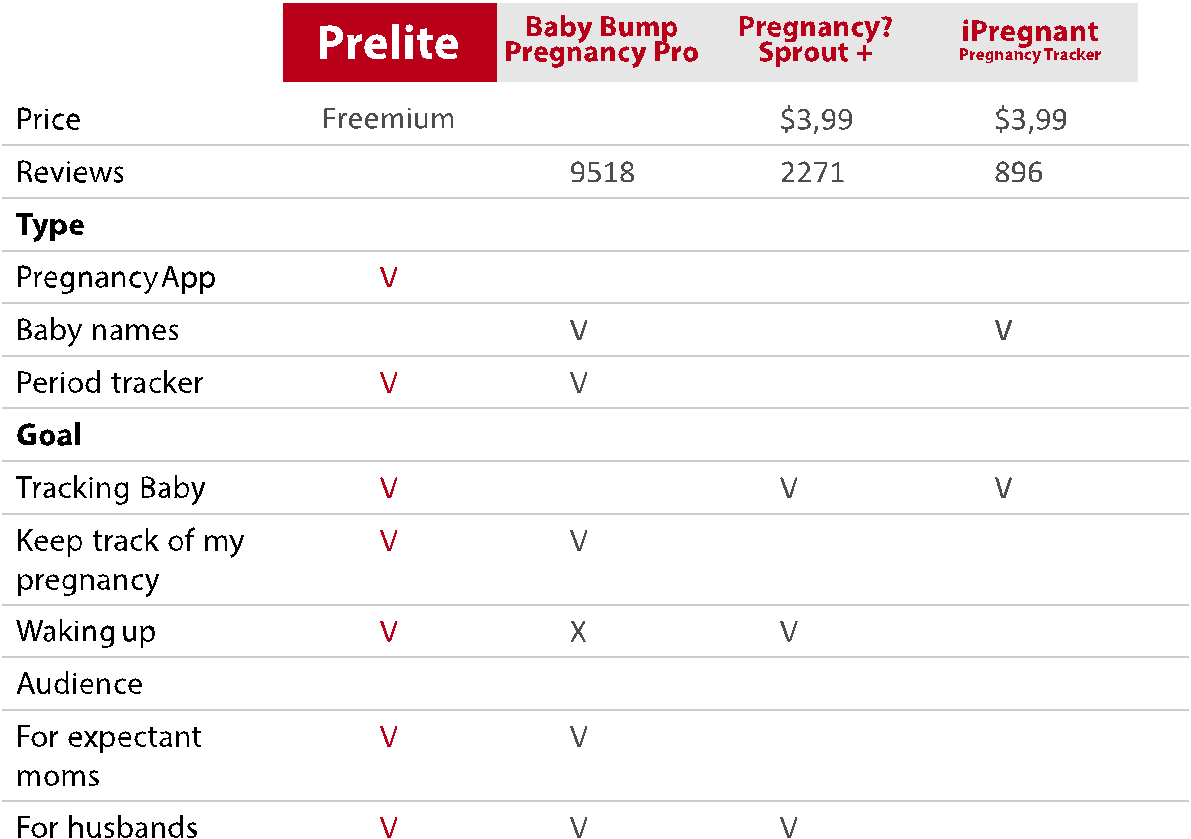 Prelite Baby Bump Pregnancy? iPregnant
Pregnancy Pro Sprout + Pregnancy Tracker
Price Freemium $3,99 $3,99
Reviews 9518 2271 896
Type
Pregnancy App V
Baby names V V
Period tracker V V
Goal
Tracking Baby V V V
Keep track of my V V
pregnancy
Waking up V X V
Audience
For expectant V V
moms
For husbands V V V